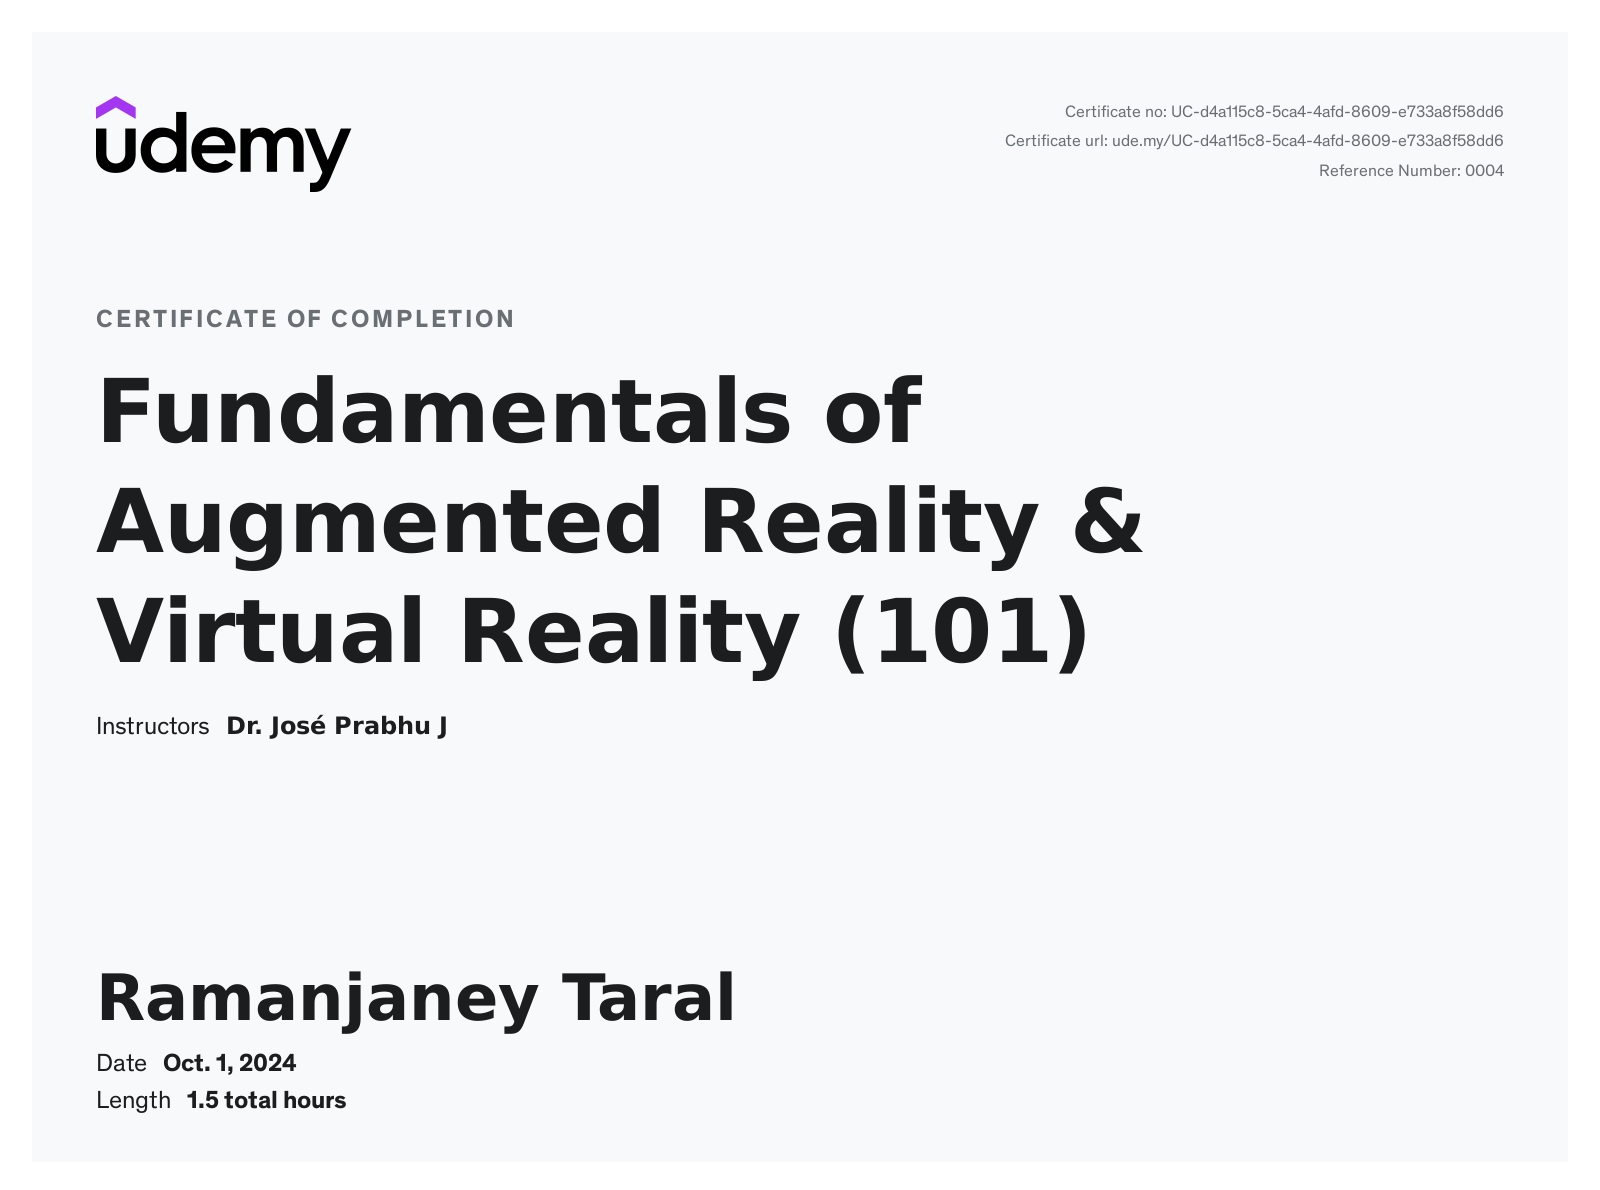 udemy
Certificate no: UC-d4a115c8-5ca4-4afd-8609-e733a8f58dd6
Certificate url: ude.my/UC-d4a115c8-5ca4-4afd-8609-e733a8f58dd6
Reference Number: 0004
CERTIFICATE OF COMPLETION
Fundamentals of
Augmented Reality &
Virtual Reality (101)
Instructors Dr. José Prabhu J
Ramanjaney Taral
Date Oct. 1, 2024
Length 1.5 total hours